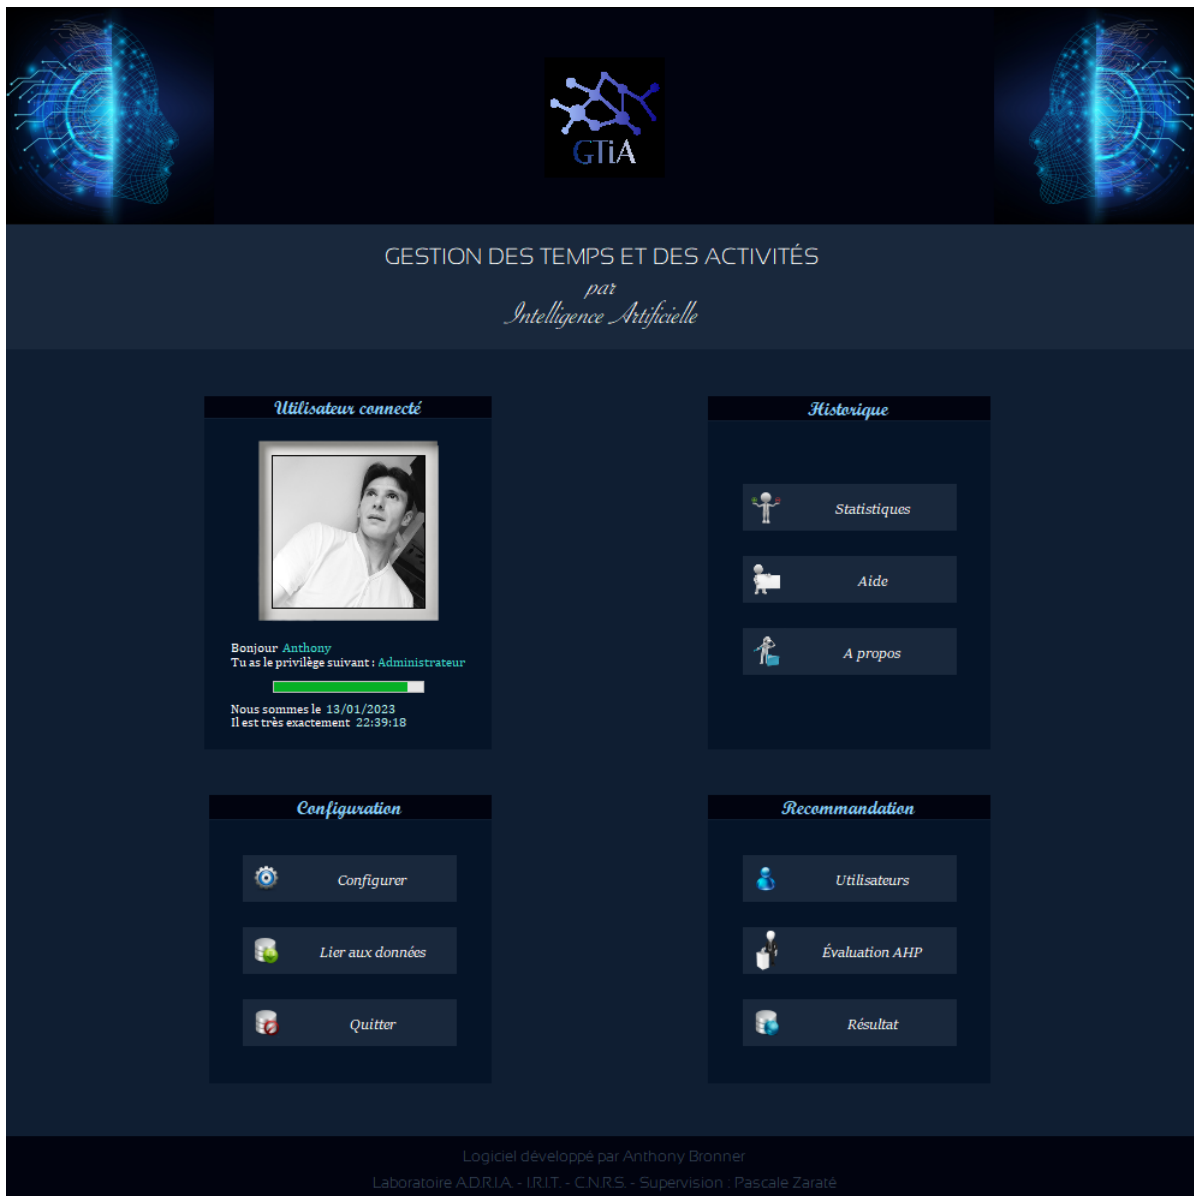 GTiA
GESTION DES TEMPS ET DES ACTIVITÉS
par
Intelligence Artificielle
Utilisateur connecté
Bonjour Anthony
Tu as le privilège suivant : Administrateur
Nous sommes le 13/01/2023
Il est très exactement 22:39:18
Historique
Statistiques
Aide
A propos
Configuration
Configurer
Lier aux données
Quitter
Recommandation
Utilisateurs
Évaluation AHP
Résultat
Logiciel développé par Anthony Bronner
Laboratoire A.D.R.I.A. - I.R.I.T. - C.N.R.S. - Supervision : Pascale Zaraté